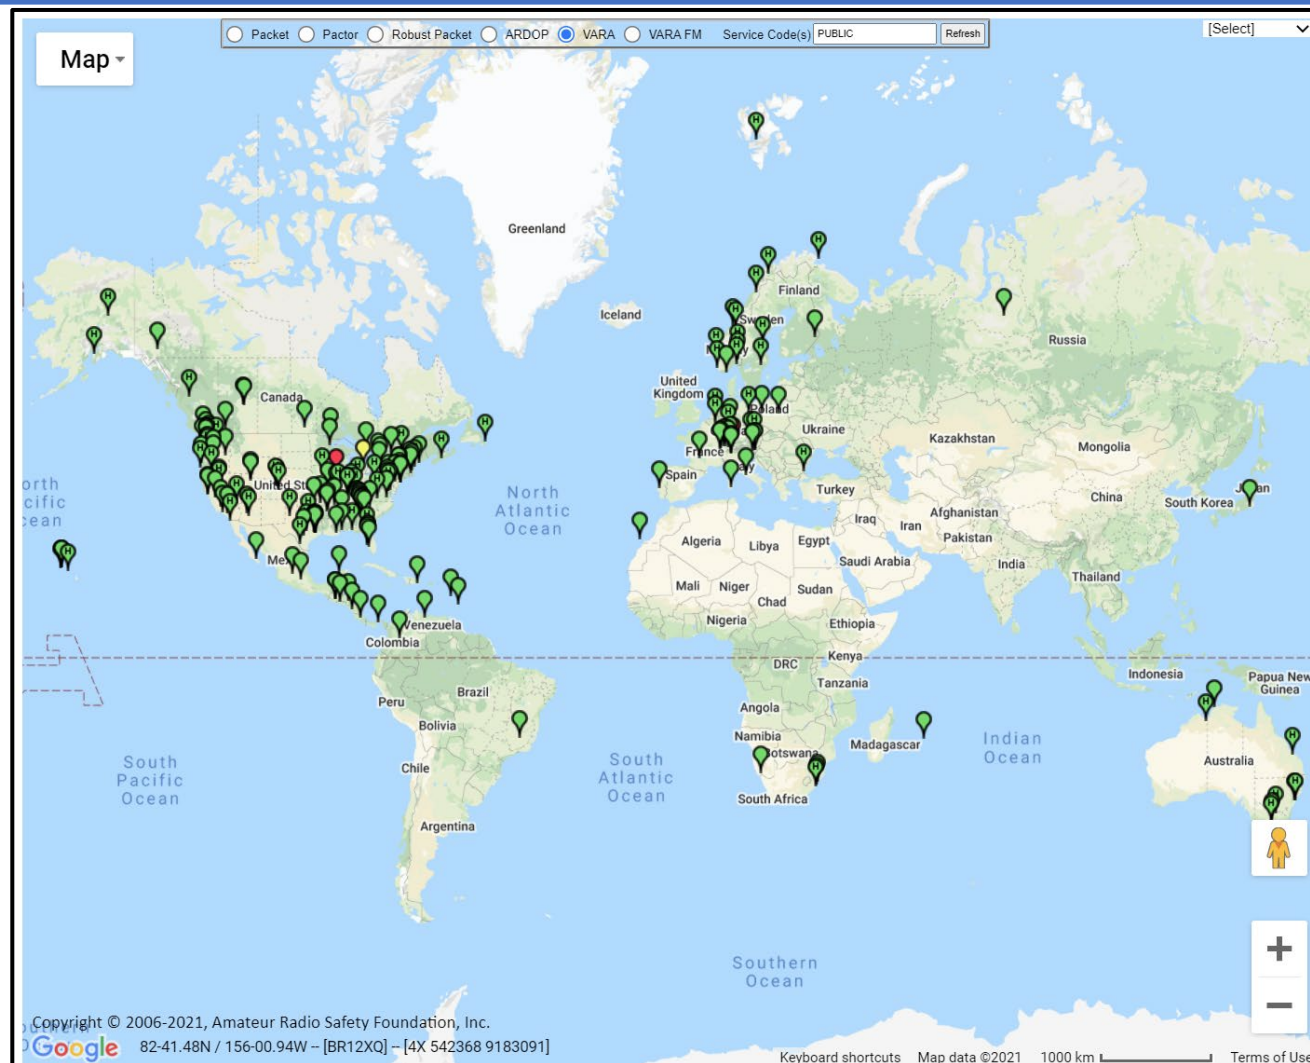 Packet Pactor Robust Packet ARDOP VARA VARA FM Service Code(s) PUBLIC Refresh
[Select]
Map
Greenland
Finland
Iceland
Russia
United
Kingdom
Canada
Poland
Ukraine
Kazakhstan
Mongolia
France
Spain
Turkey
North
Atlantic
Ocean
China
South Korea
Afghanistan
Iraq
Iran
Pakistan
Algeria
Libya
Egypt
Saudi Arabia
India
Mali
Niger
Sudan
Thailand
Chad
Nigeria
Ethiopia
Venezuela
Colombia
Kenya
DRC
Indonesia
Papua New
Guinea
Tanzania
Brazil
Peru
Angola
Bolivia
Namibia
Botswana
Madagascar
Indian
Ocean
South
Pacific
Ocean
South
Atlantic
Ocean
Chile
Australia
South Africa
Argentina
Southern
Ocean
Copyright © 2006-2021, Amateur Radio Safety Foundation, Inc.
Google 82-41.48N / 156-00.94W -- [BR12XQ] -- [4X 542368 9183091]
Keyboard shortcuts Map data ©2021 1000 km Terms of Use